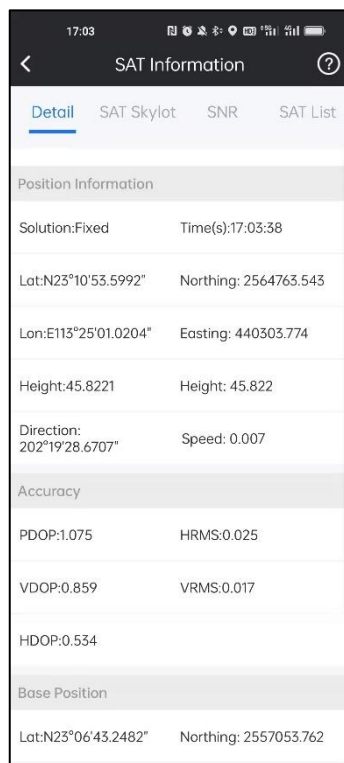 17:03
SAT Information
Detail SAT Skylot SNR SAT List
Position Information
Solution:Fixed Time(s):17:03:38
Lat:N23°10'53.5992" Northing: 2564763.543
Lon:E113°25'01.0204" Easting: 440303.774
Height:45.8221 Height: 45.822
Direction:
202°19'28.6707" Speed: 0.007
Accuracy
PDOP:1.075 HRMS:0.025
VDOP:0.859 VRMS:0.017
HDOP:0.534
Base Position
Lat:N23°06'43.2482" Northing: 2557053.762